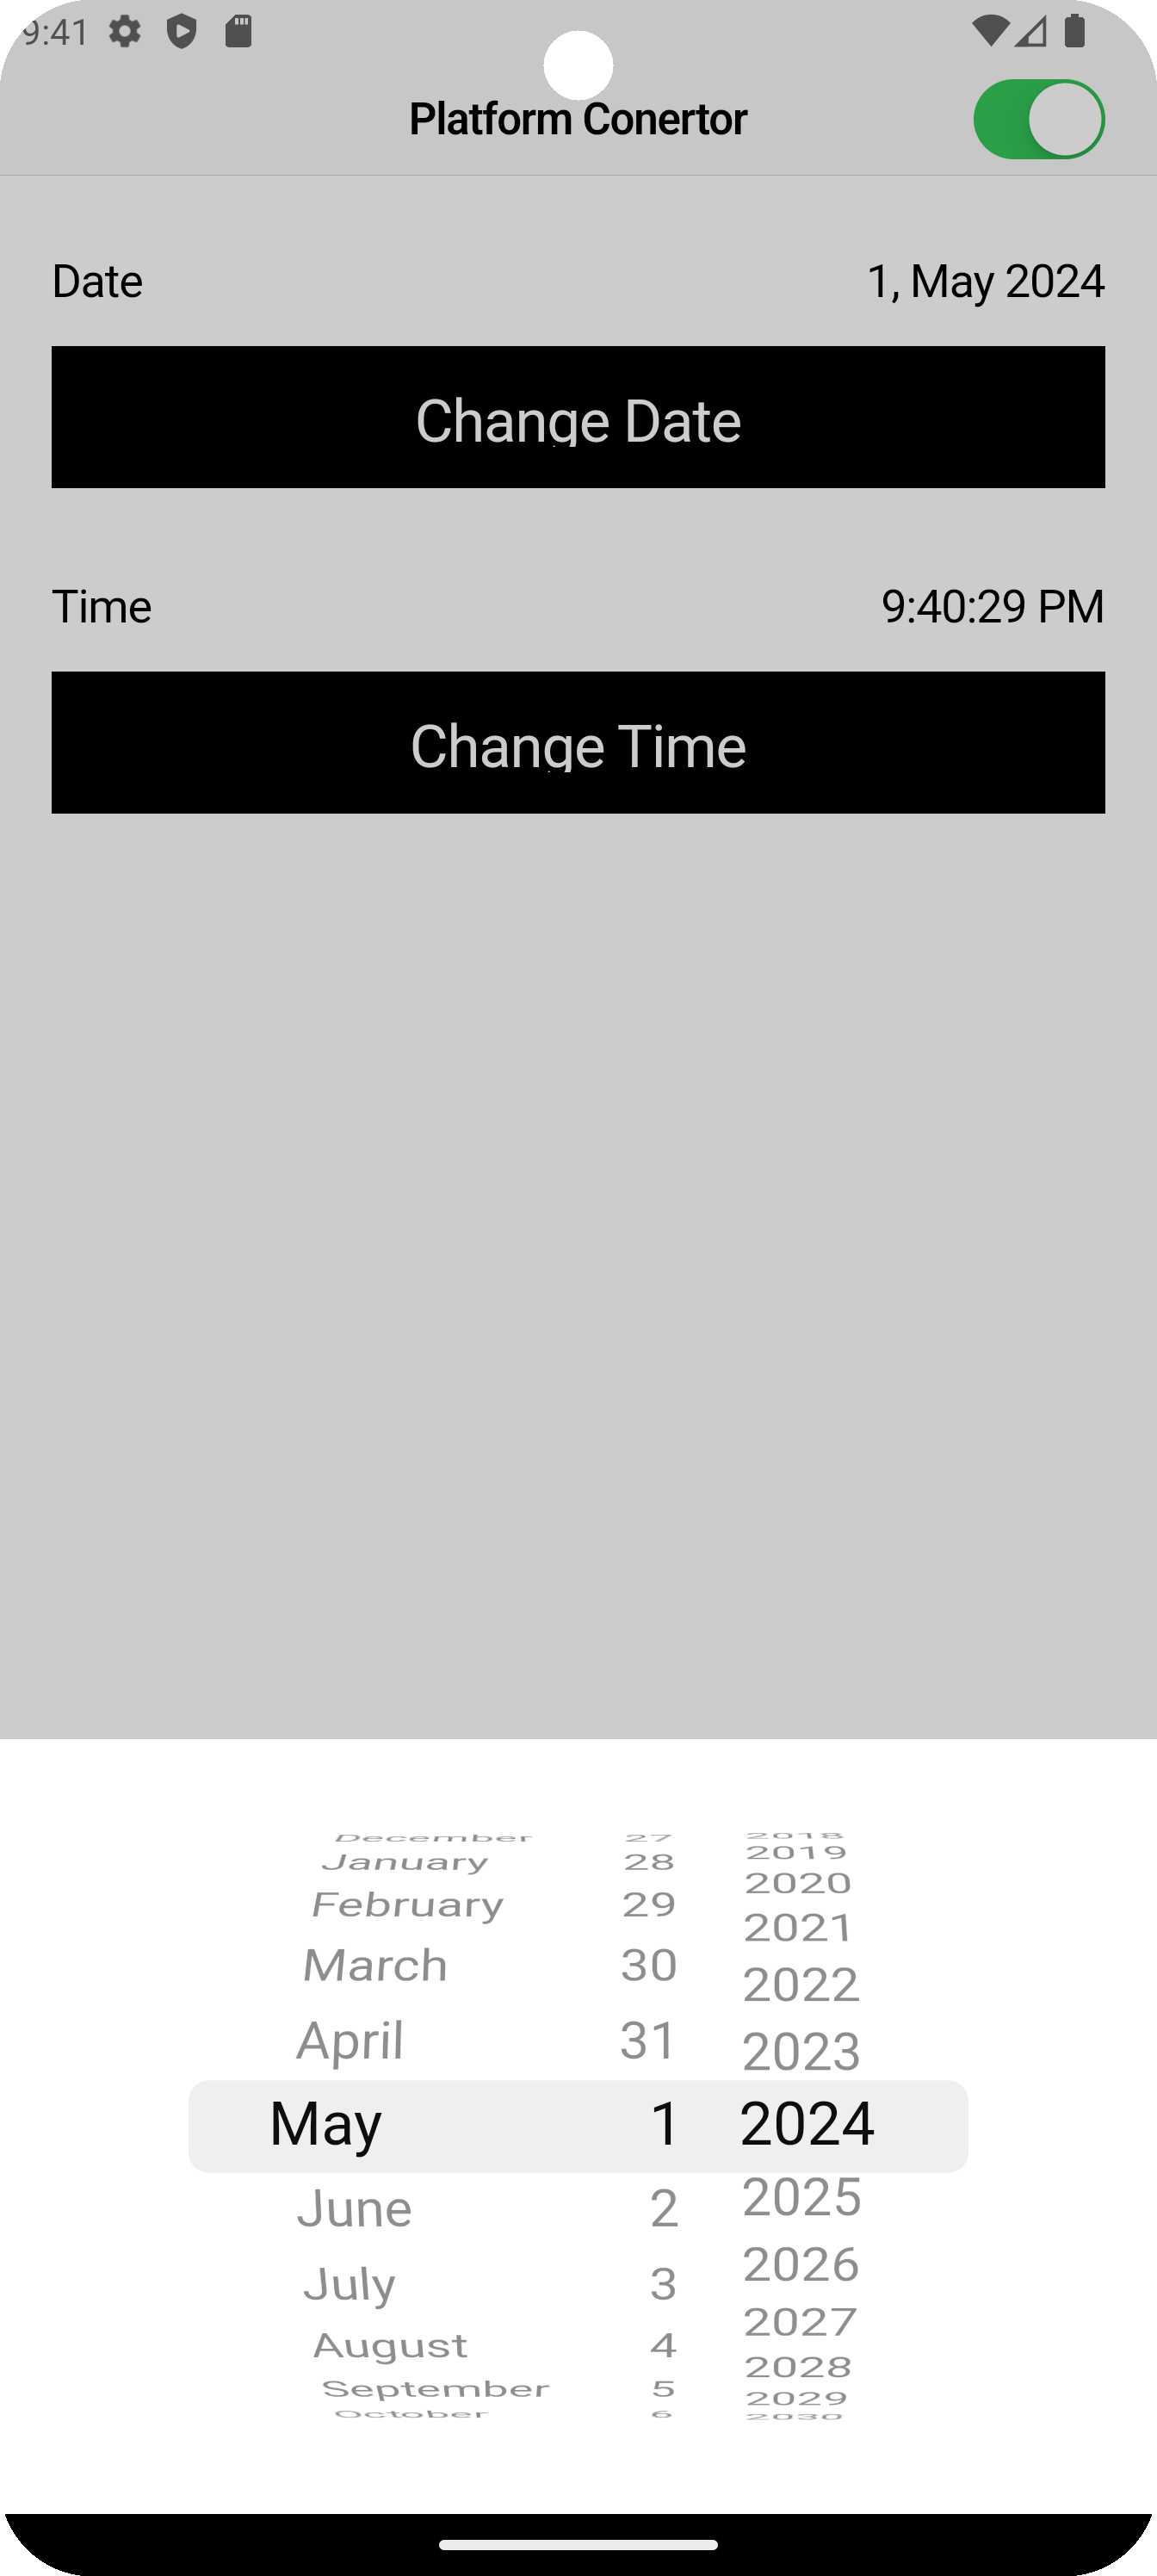 9:41
Platform Conertor
Date 1, May 2024
Change Date
Time 9:40:29 PM
Change Time
December 27 2018
January 28 2019
February 29 2020
March 30 2021
April 31 2022
2023
May 1 2024
June 2 2025
July 3 2026
August 4 2027
September 5 2028
October 6 2029
2030